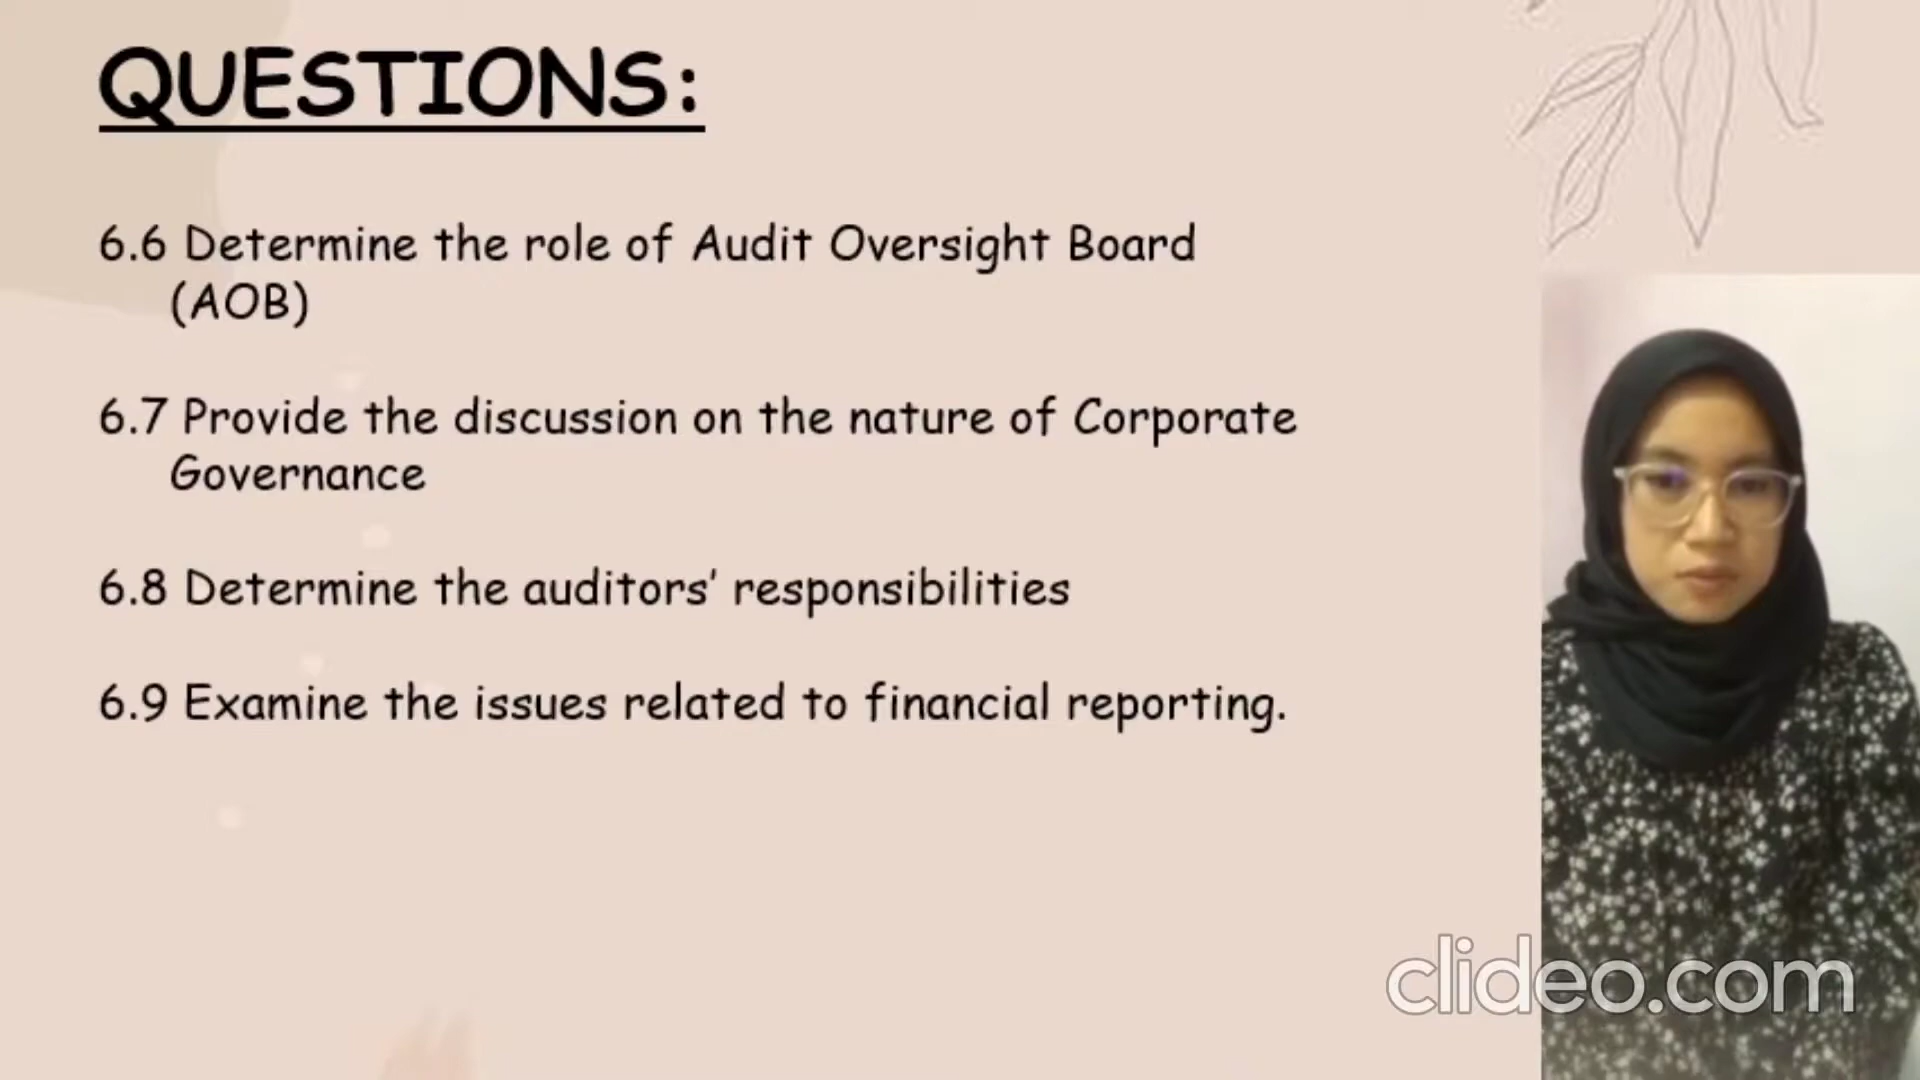 QUESTIONS:
6.6 Determine the role of Audit Oversight Board
(AOB)
6.7 Provide the discussion on the nature of Corporate
Governance
6.8 Determine the auditors’ responsibilities
6.9 Examine the issues related to financial reporting.
clideo.com